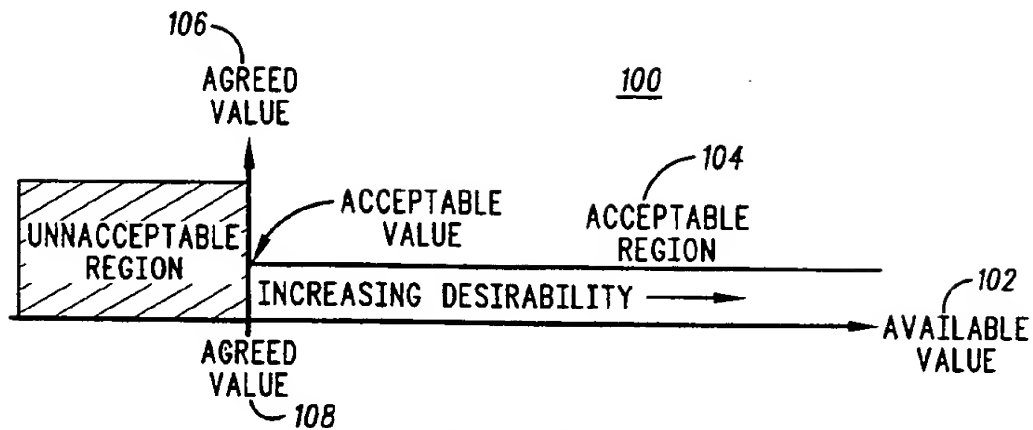 106
AGREED
VALUE
100
104
ACCEPTABLE
VALUE
ACCEPTABLE
REGION
UNNACCEPTABLE
REGION
INCREASING DESIRABILITY
102
AVAILABLE
VALUE
AGREED
VALUE
108